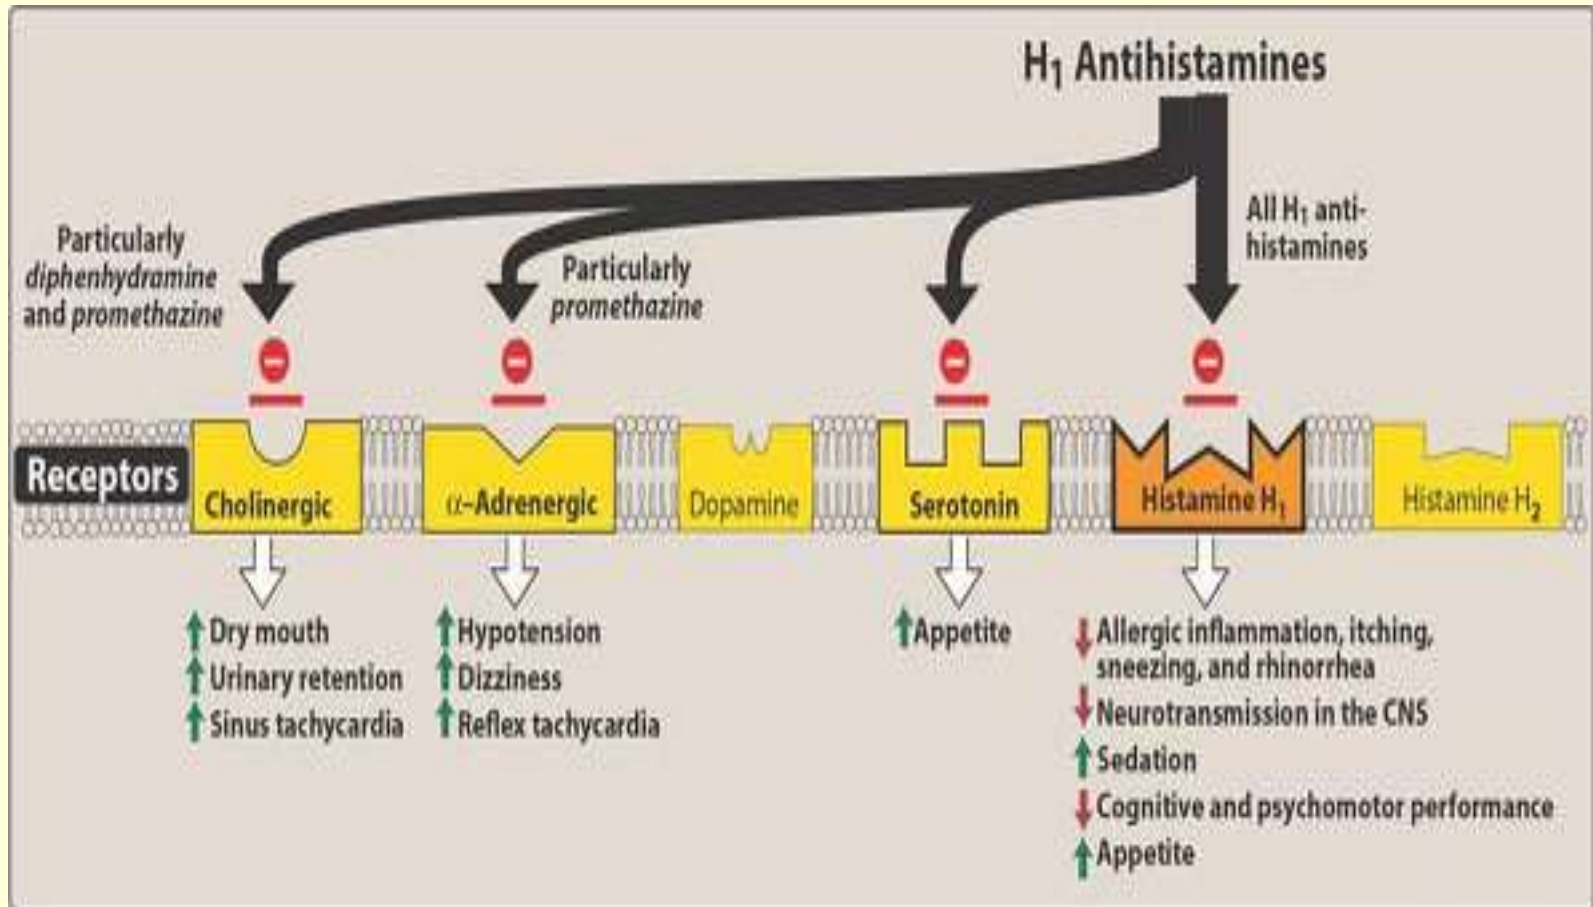 H₁ Antihistamines
Particularly
diphenhydramine
and promethazine
Particularly
promethazine
All H₁ anti-
histamines
Receptors
Cholinergic
α-Adrenergic
Dopamine
Serotonin
Histamine H₁
Histamine H₂
Dry mouth
Urinary retention
Sinus tachycardia
Hypotension
Dizziness
Reflex tachycardia
Appetite
Allergic inflammation, itching,
sneezing, and rhinorrhea
Neurotransmission in the CNS
Sedation
Cognitive and psychomotor performance
Appetite